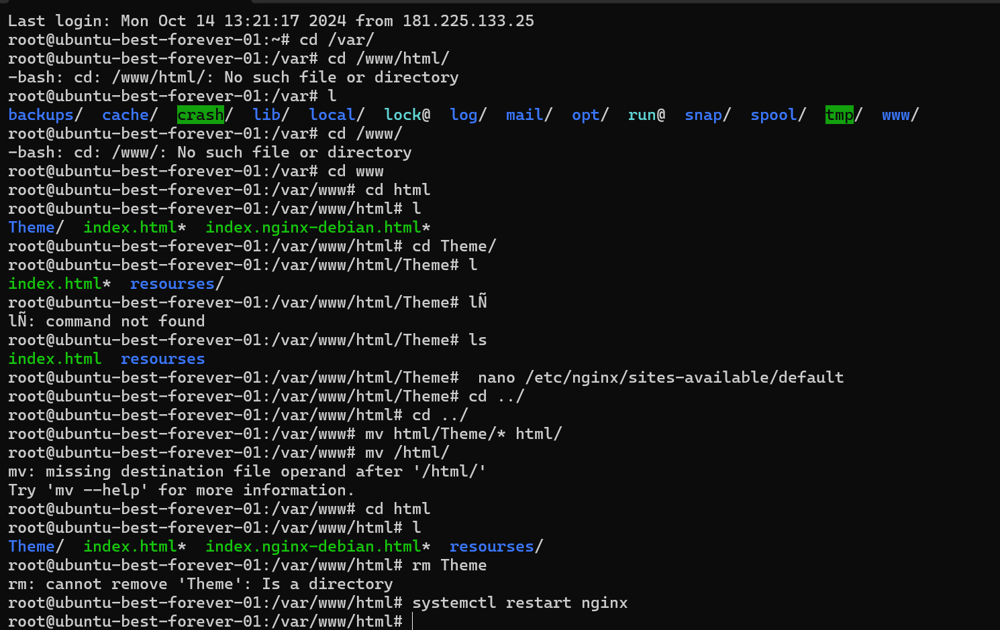 Last login: Mon Oct 14 13:21:17 2024 from 181.225.133.25
root@ubuntu-best-forever-01:~# cd /var/
root@ubuntu-best-forever-01:/var# cd /www/html/
-bash: cd: /www/html/: No such file or directory
root@ubuntu-best-forever-01:/var# l
backups/  cache/  crash/  lib/  local/  lock@  log/  mail/  opt/  run@  snap/  spool/  tmp/  www/
root@ubuntu-best-forever-01:/var# cd /www/
-bash: cd: /www/: No such file or directory
root@ubuntu-best-forever-01:/var# cd www
root@ubuntu-best-forever-01:/var/www# cd html
root@ubuntu-best-forever-01:/var/www/html# l
Theme/  index.html*  index.nginx-debian.html*
root@ubuntu-best-forever-01:/var/www/html# cd Theme/
root@ubuntu-best-forever-01:/var/www/html/Theme# l
index.html*  resourses/
root@ubuntu-best-forever-01:/var/www/html/Theme# lÑ
lÑ: command not found
root@ubuntu-best-forever-01:/var/www/html/Theme# ls
index.html  resourses
root@ubuntu-best-forever-01:/var/www/html/Theme#  nano /etc/nginx/sites-available/default
root@ubuntu-best-forever-01:/var/www/html/Theme# cd ../
root@ubuntu-best-forever-01:/var/www/html# cd ../
root@ubuntu-best-forever-01:/var/www# mv html/Theme/* html/
root@ubuntu-best-forever-01:/var/www# mv /html/
mv: missing destination file operand after '/html/'
Try 'mv --help' for more information.
root@ubuntu-best-forever-01:/var/www# cd html
root@ubuntu-best-forever-01:/var/www/html# l
Theme/  index.html*  index.nginx-debian.html*  resourses/
root@ubuntu-best-forever-01:/var/www/html# rm Theme
rm: cannot remove 'Theme': Is a directory
root@ubuntu-best-forever-01:/var/www/html# systemctl restart nginx
root@ubuntu-best-forever-01:/var/www/html#